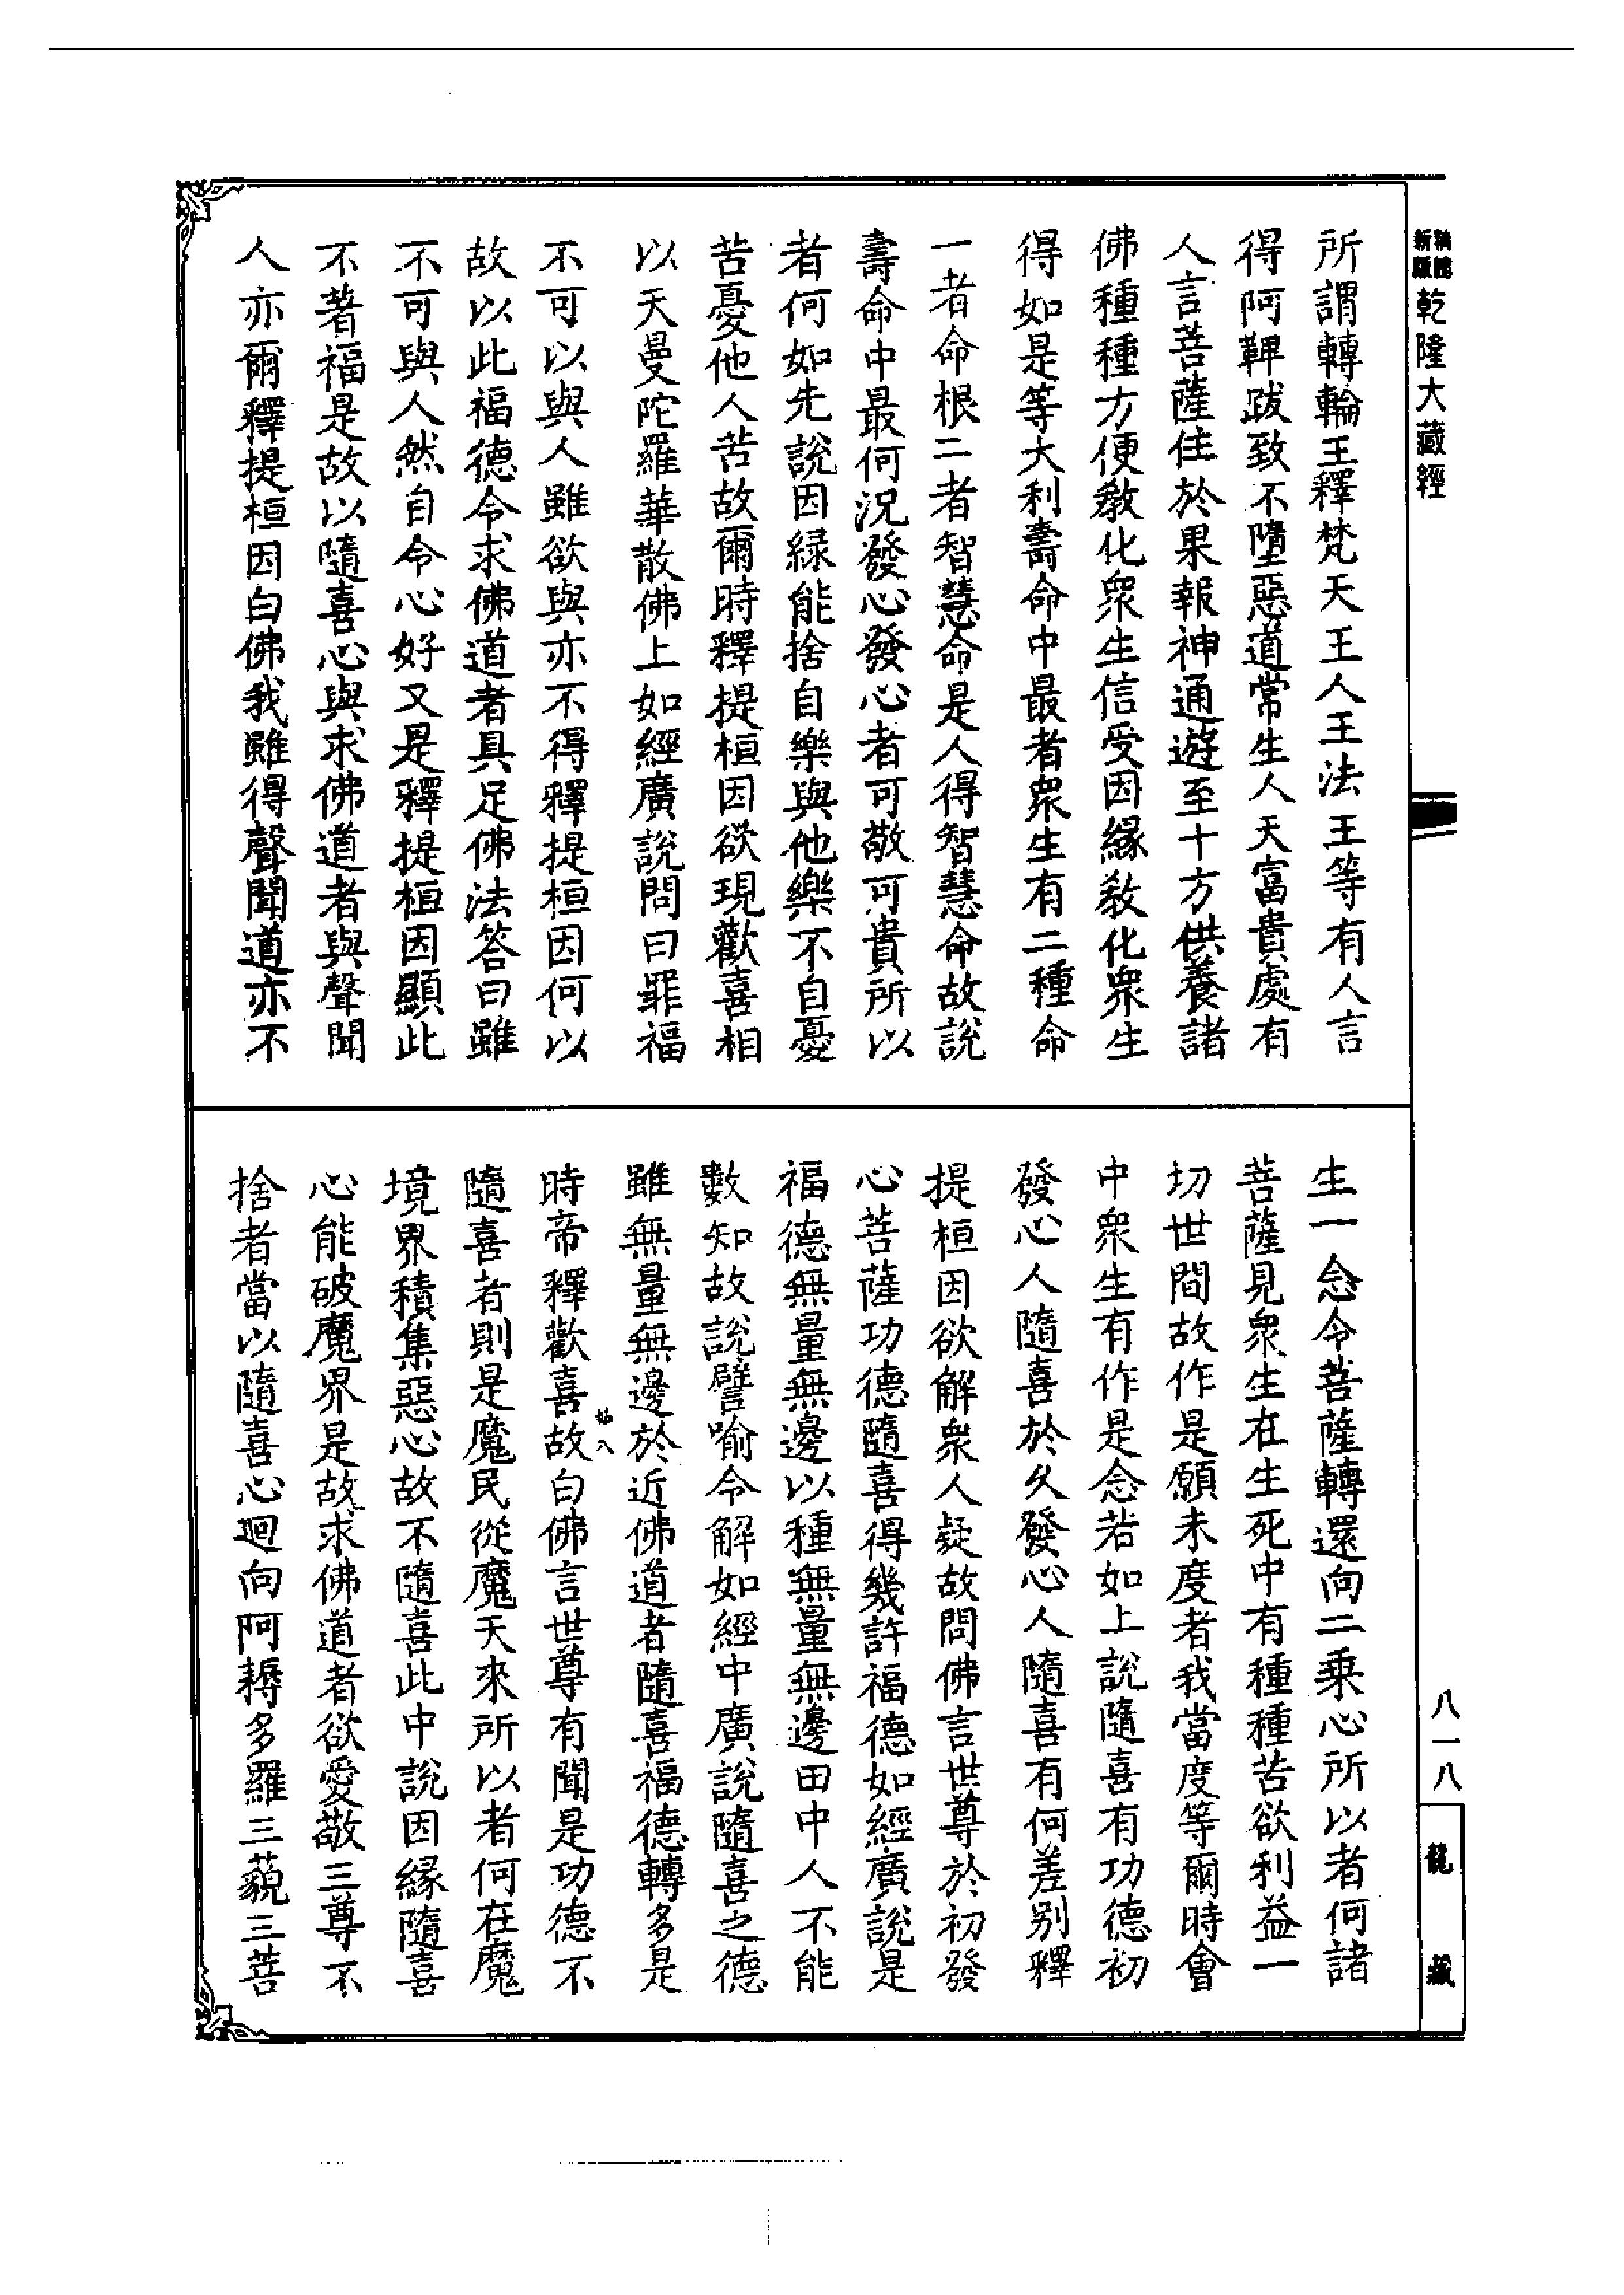 新版
精縮
乾隆大藏經
所謂轉輪王釋梵天王人王法王等有人言
得阿鞞跋致不墮惡道常生人天富貴處有
人言菩薩住於果報神通遊至十方供養諸
佛種種方便教化衆生信受因緣教化衆生
得如是等大利壽命中最者衆生有二種命
一者命根二者智慧命是人得智慧命故說
壽命中最何況發心發心者可敬可貴所以
者何如先說因緣能捨自樂與他樂不自憂
苦憂他人苦故爾時釋提桓因欲現歡喜相
以天曼陀羅華散佛上如經廣說問曰罪福
不可以與人雖欲與亦不得釋提桓因何以
故以此福德令求佛道者具足佛法答曰雖
不可與人然自令心好又是釋提桓因顯此
不著福是故以隨喜心與求佛道者與聲聞
人亦爾釋提桓因白佛我雖得聲聞道亦不
生一念令菩薩轉還向二乘心所以者何諸
菩薩見衆生在生死中有種種苦欲利益一
切世間故作是願未度者我當度等爾時會
中衆生有作是念若如上說隨喜有功德初
發心人隨喜於久發心人隨喜有何差別釋
提桓因欲解衆人疑故問佛言世尊於初發
心菩薩功德隨喜得幾許福德如經廣說是
福德無量無邊以種無量無邊田中人不能
數知故說譬喻令解如經中廣說隨喜之德
雖無量無邊於近佛道者隨喜福德轉多是
時帝釋歡喜故白佛言世尊有聞是功德不
隨喜者則是魔民從魔天來所以者何在魔
境界積集惡心故不隨喜此中說因緣隨喜
心能破魔界是故求佛道者欲愛敬三尊不
捨者當以隨喜心迴向阿耨多羅三藐三菩
八一八
龍藏